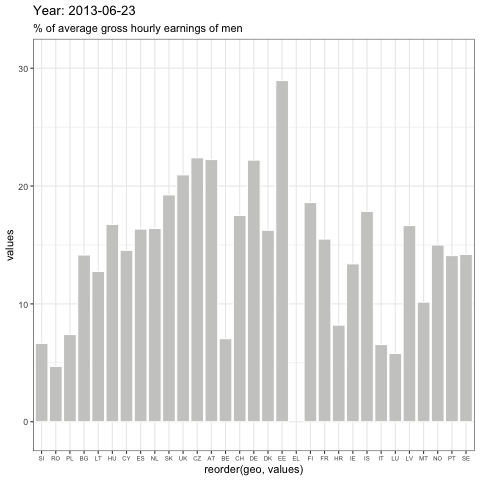 Year: 2013-06-23
% of average gross hourly earnings of men
30
20
10
0
values
SI RO PL BG LT HU CY ES NL SK UK CZ AT BE CH DE DK EE EL FI FR HR IE IS IT LU LV MT NO PT SE
reorder(geo, values)